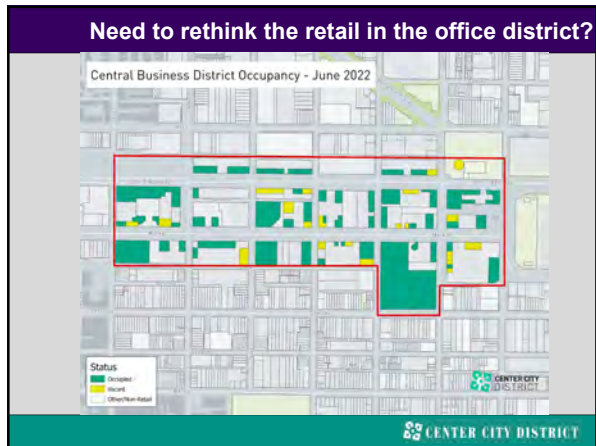 Need to rethink the retail in the office district?
Central Business District Occupancy - June 2022
Status
Occupied
Vacant
Other/Non-Retail
CENTER CITY
DISTRICT
CENTER CITY DISTRICT